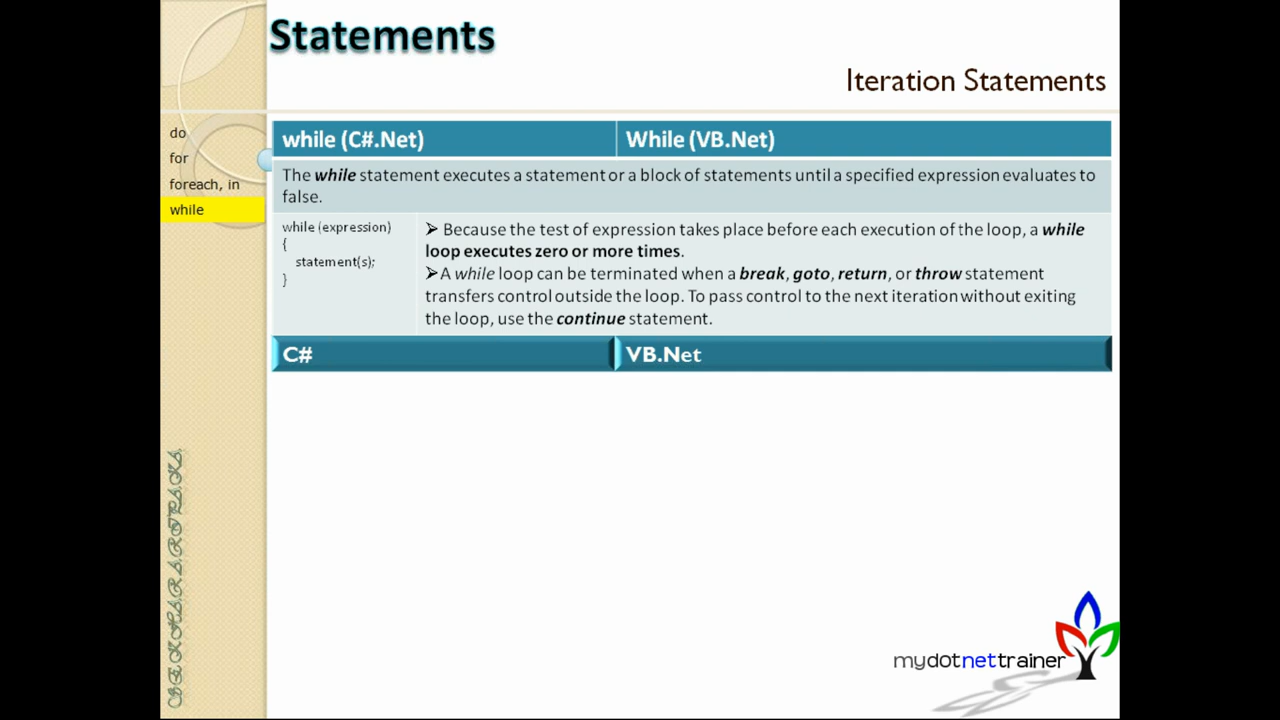 Statements
Iteration Statements
do
for
foreach, in
while
while (C#.Net)
While (VB.Net)
The while statement executes a statement or a block of statements until a specified expression evaluates to
false.
while (expression)
{
statement(s);
}
➢ Because the test of expression takes place before each execution of the loop, a while
loop executes zero or more times.
➢A while loop can be terminated when a break, goto, return, or throw statement
transfers control outside the loop. To pass control to the next iteration without exiting
the loop, use the continue statement.
C#
VB.Net
mydotnettrainer